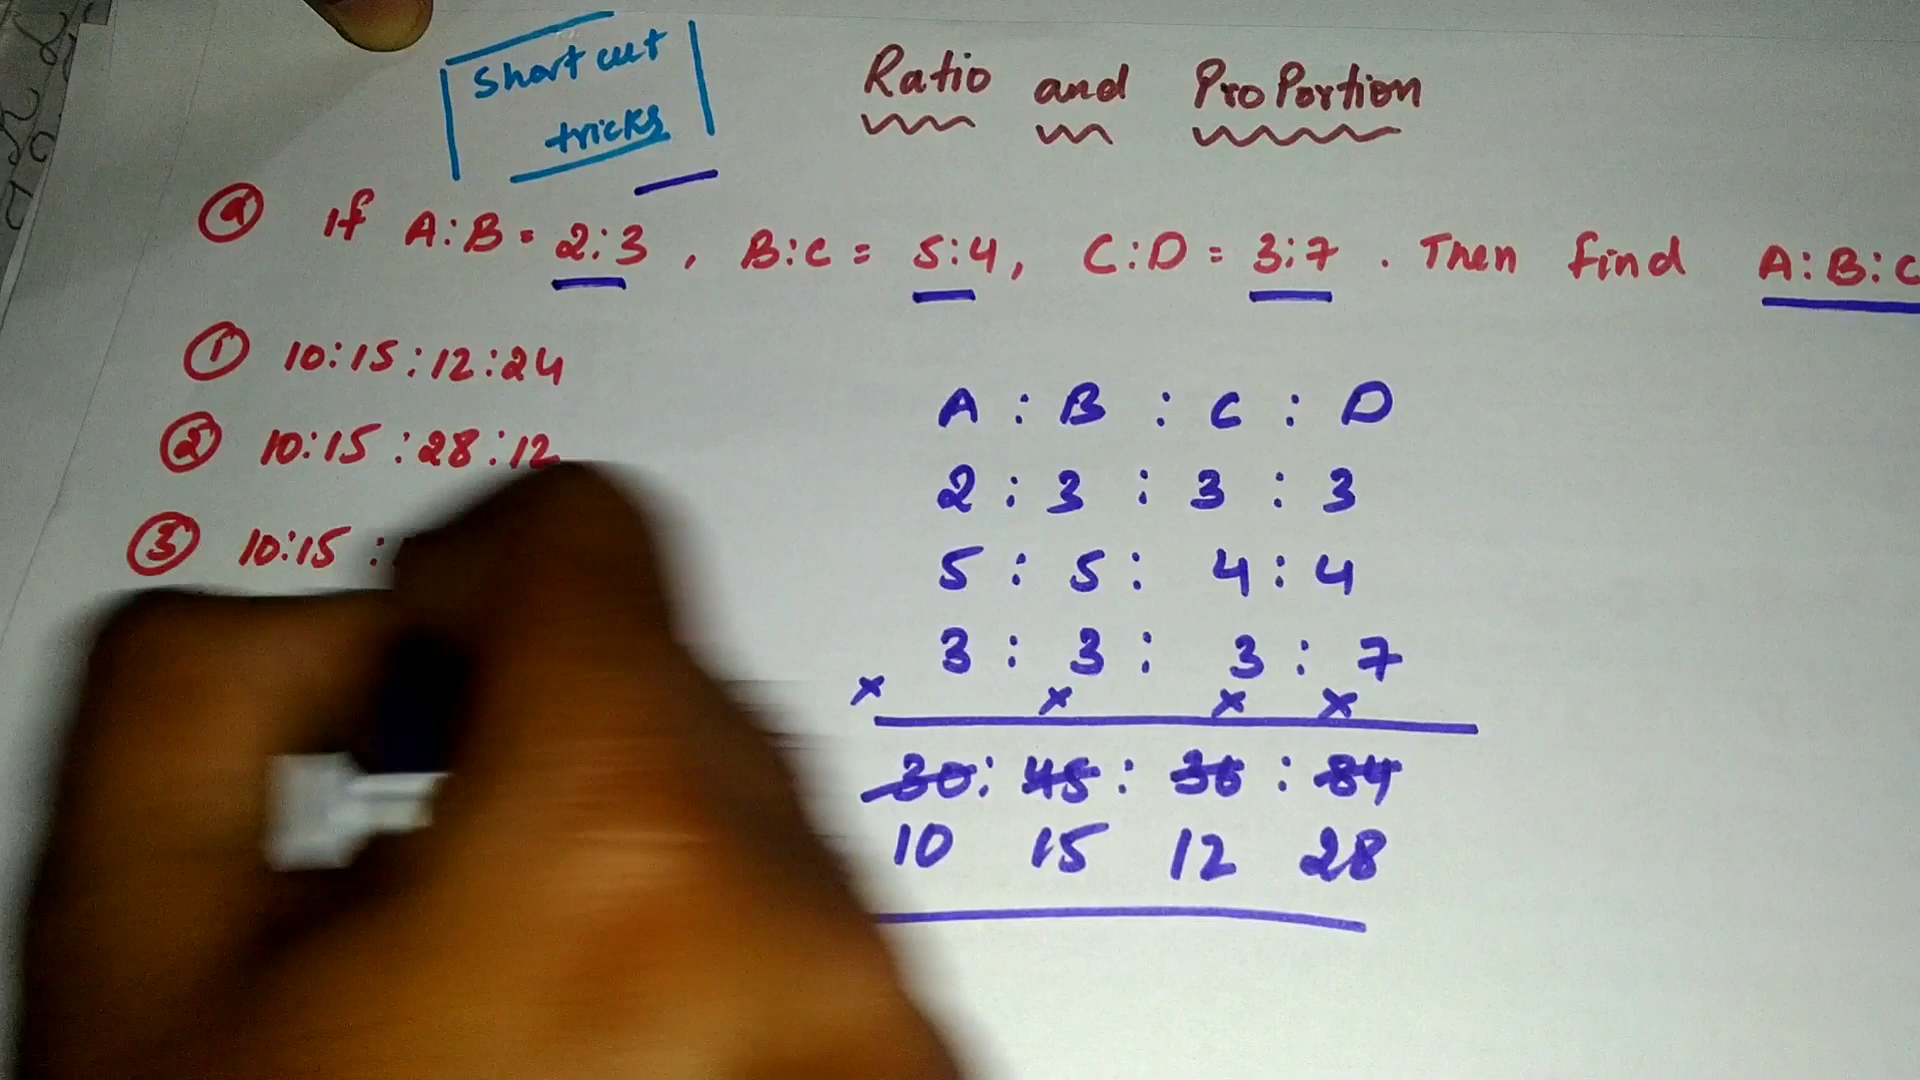 Short cut
tricks
Ratio and Proportion
Q If A:B = 2:3, B:C = 5:4, C:D = 3:7. Then find A:B:C
① 10:15:12:24
② 10:15:28:12
③ 10:15:
A : B : C : D
2 : 3 : 3 : 3
5 : 5 : 4 : 4
3 : 3 : 3 : 7
× × × ×
30: 45: 36: 84
10 15 12 28